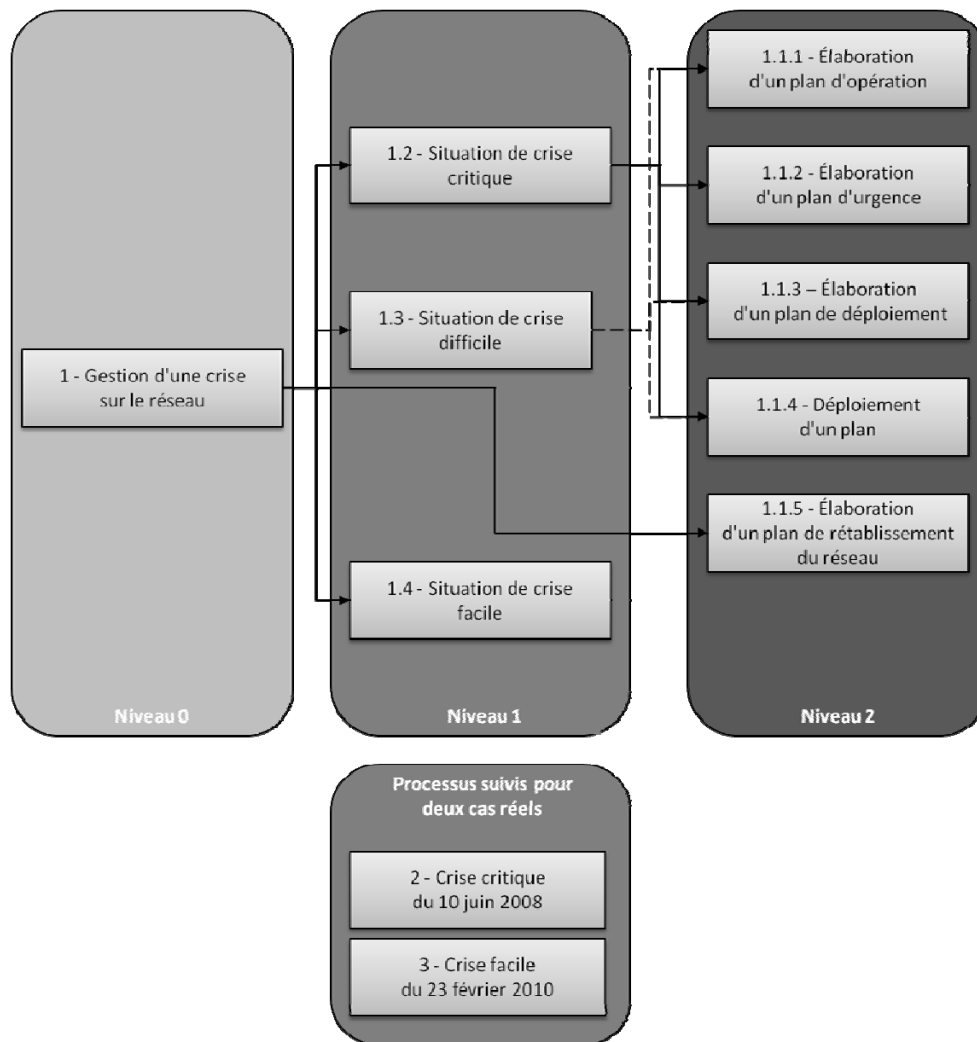 1 - Gestion d'une crise
sur le réseau
Niveau 0
1.2 - Situation de crise
critique
1.3 - Situation de crise
difficile
1.4 - Situation de crise
facile
Niveau 1
1.1.1 - Élaboration
d'un plan d'opération
1.1.2 - Élaboration
d'un plan d'urgence
1.1.3 – Élaboration
d'un plan de déploiement
1.1.4 - Déploiement
d'un plan
1.1.5 - Élaboration
d'un plan de rétablissement
du réseau
Niveau 2
Processus suivis pour
deux cas réels
2 - Crise critique
du 10 juin 2008
3 - Crise facile
du 23 février 2010